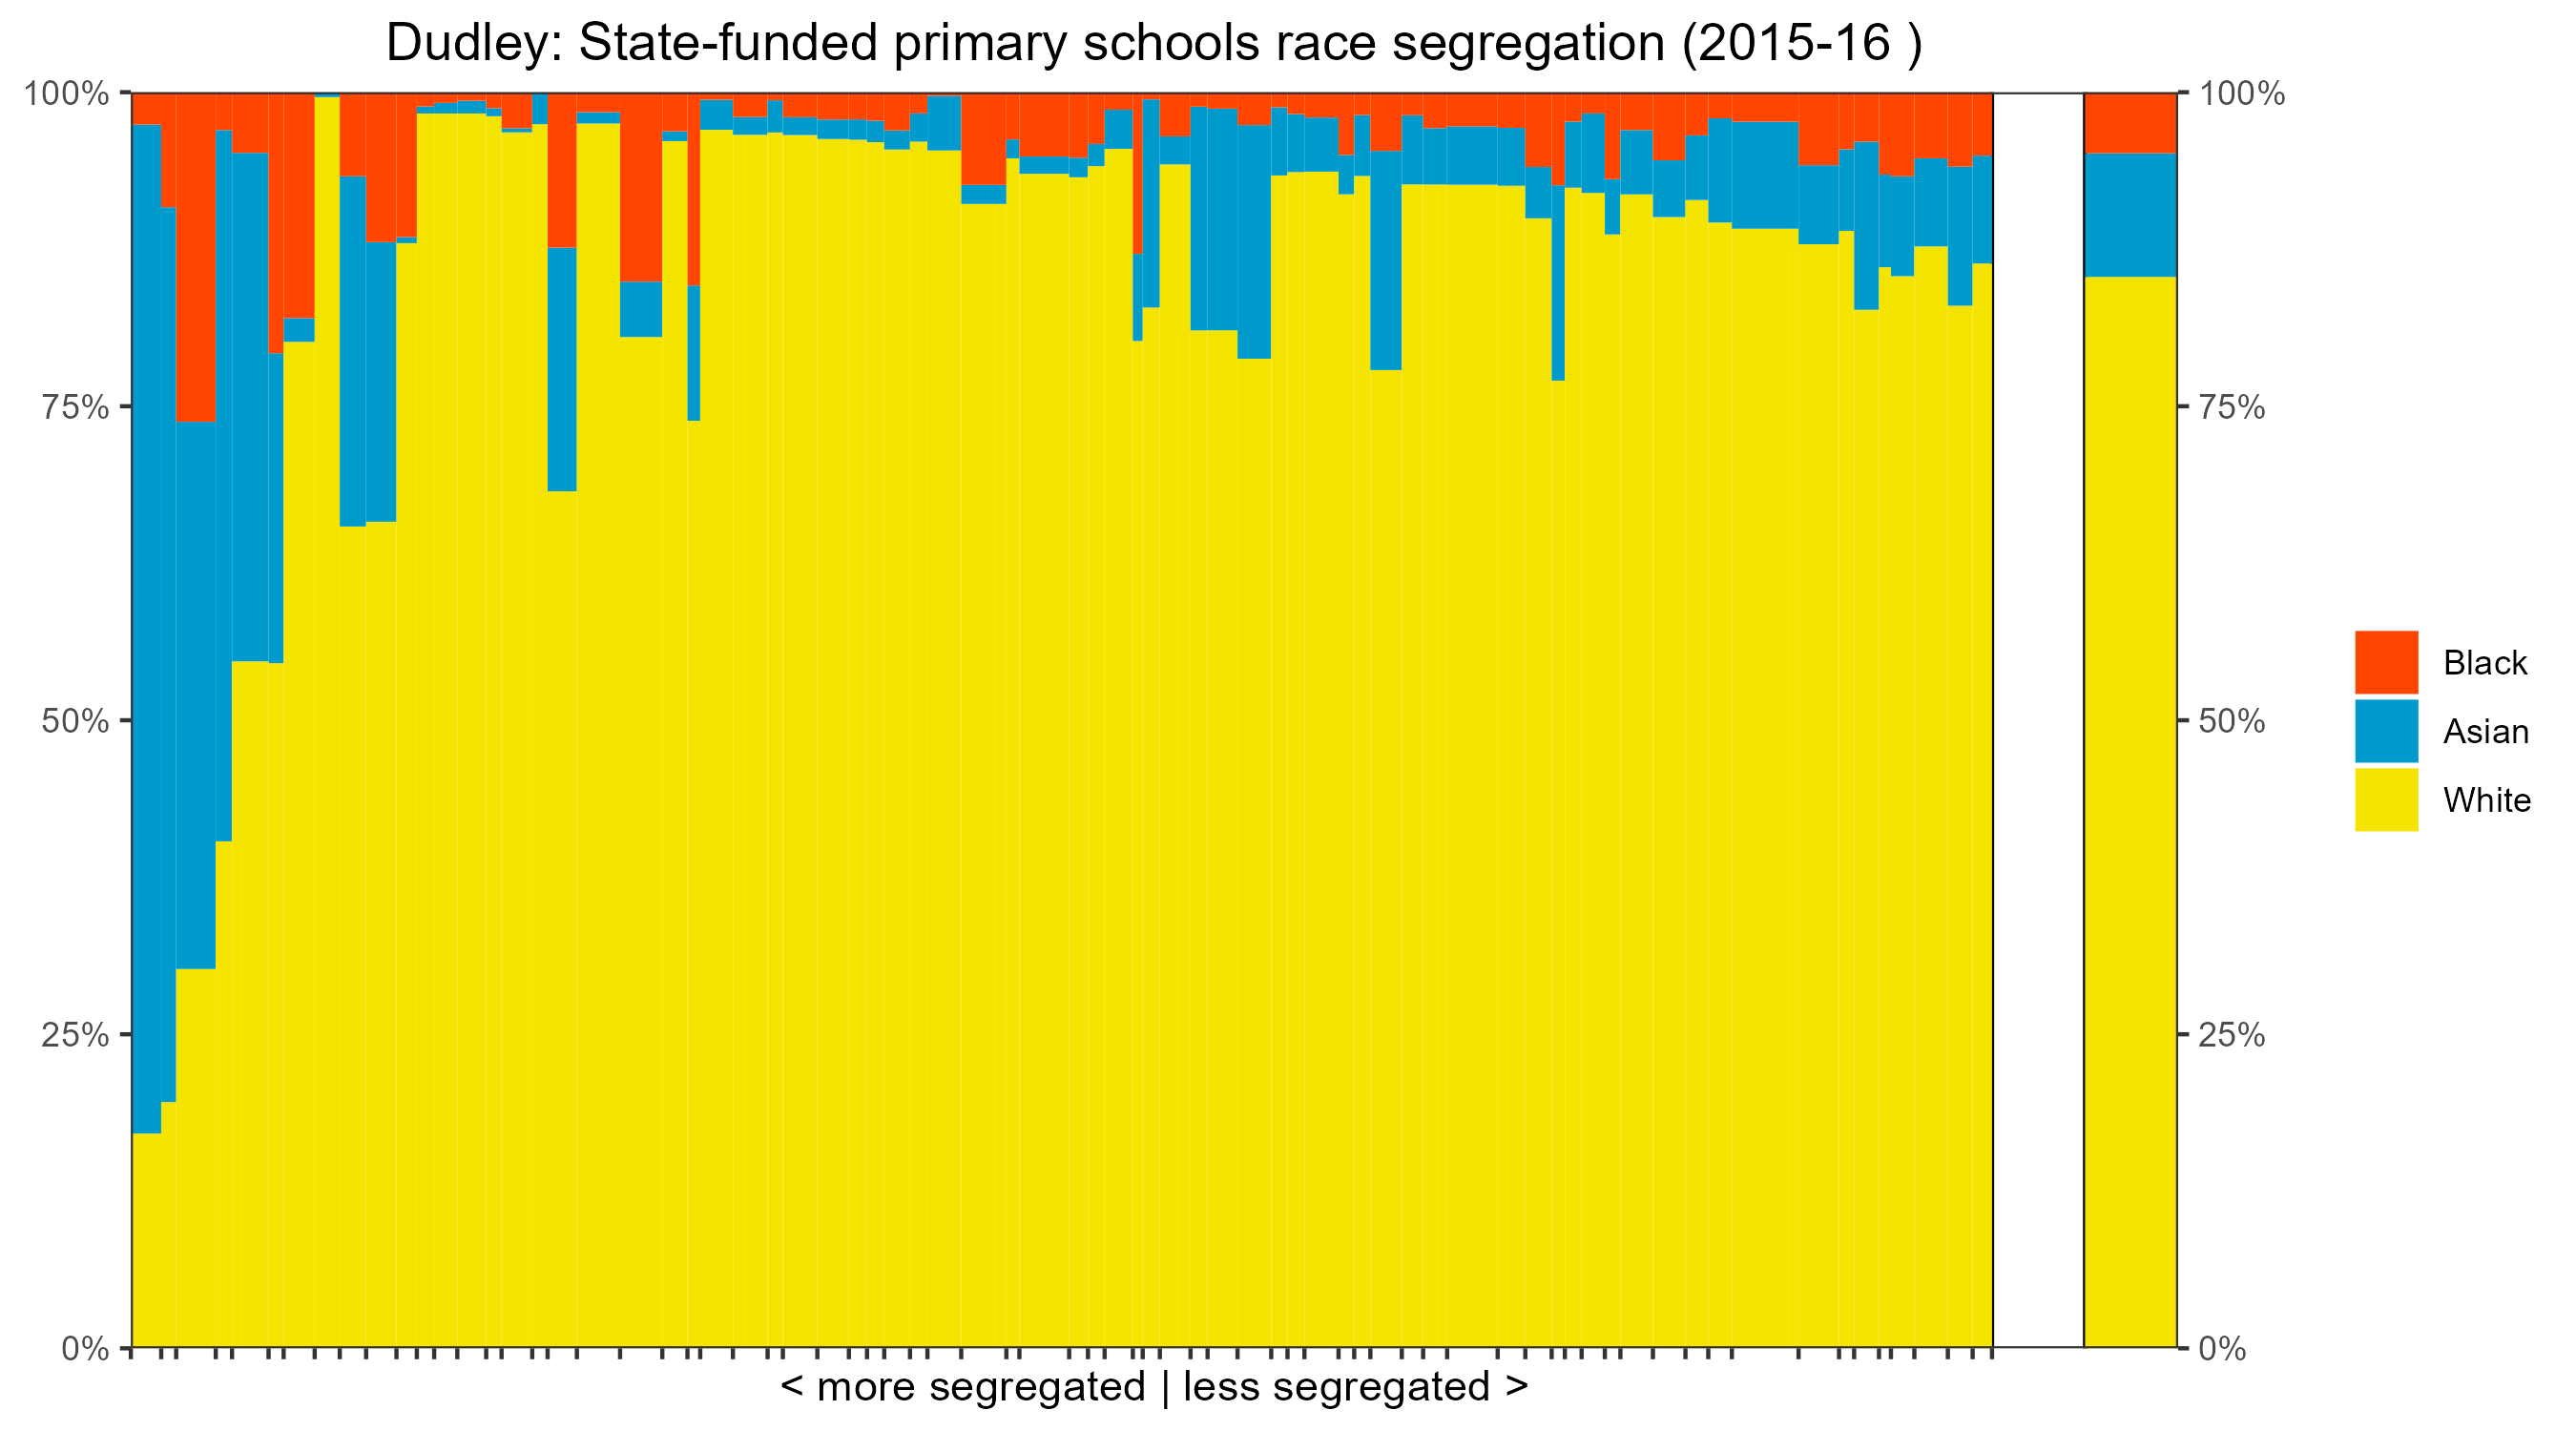 Dudley: State-funded primary schools race segregation (2015-16 )
100%
75%
50%
25%
0%
100%
75%
50%
25%
0%
Black
Asian
White
< more segregated | less segregated >